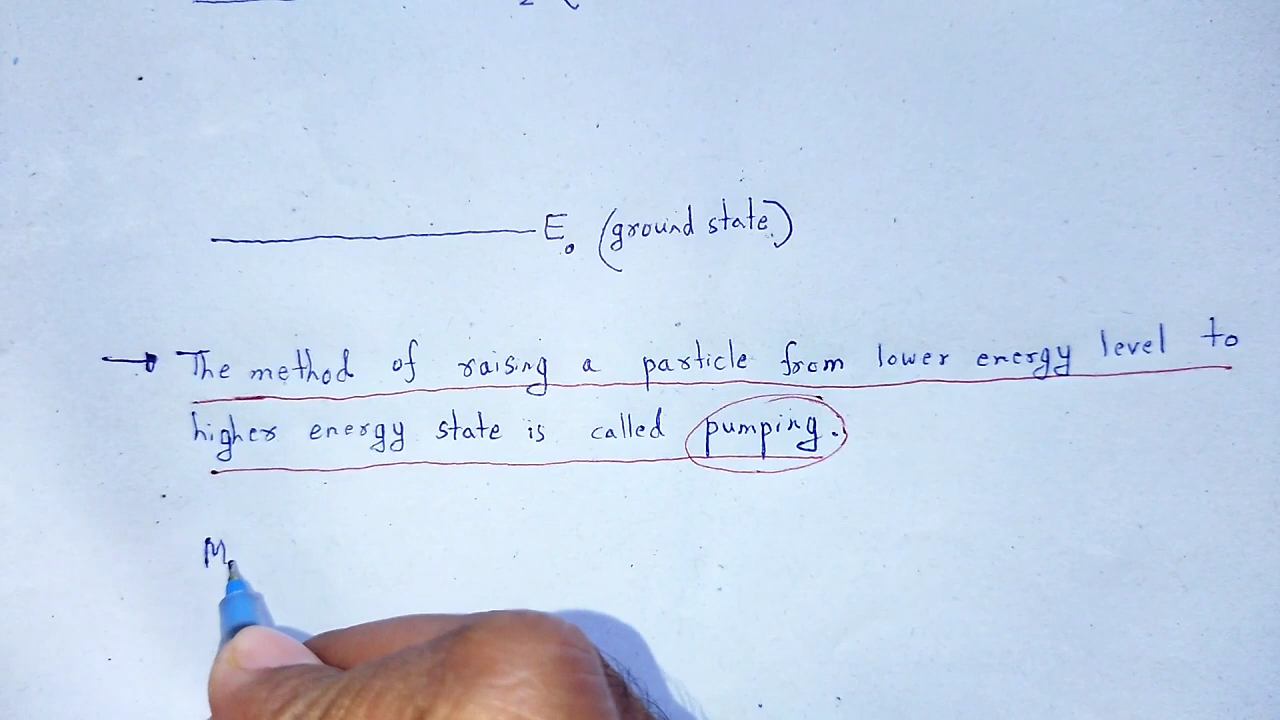 E₀ (ground state)
→ The method of raising a particle from lower energy level to
higher energy state is called pumping.
M